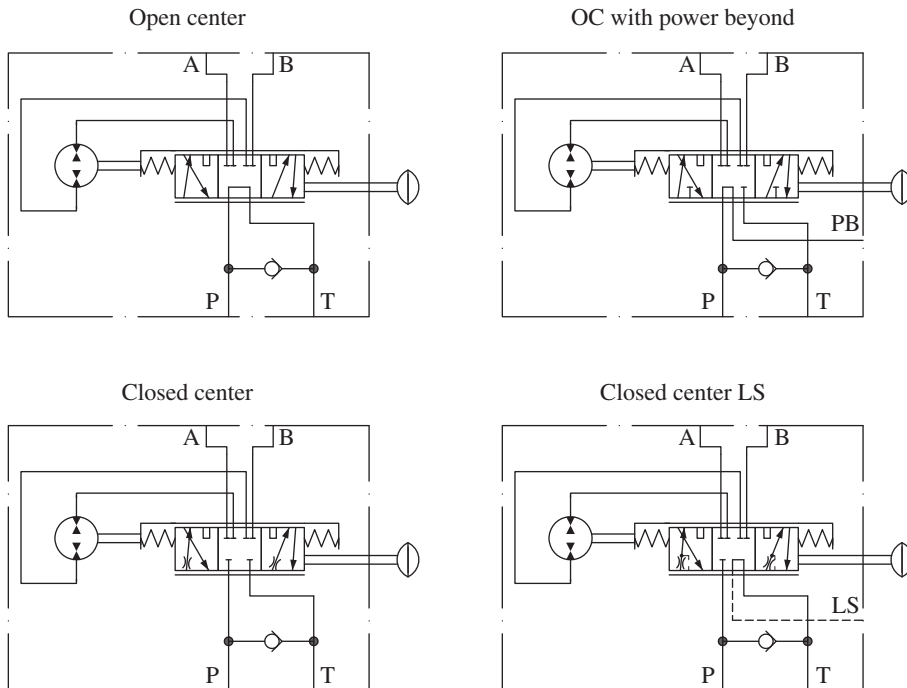 Open center
A
B
P
T
OC with power beyond
A
B
PB
P
T
Closed center
A
B
P
T
Closed center LS
A
B
LS
P
T